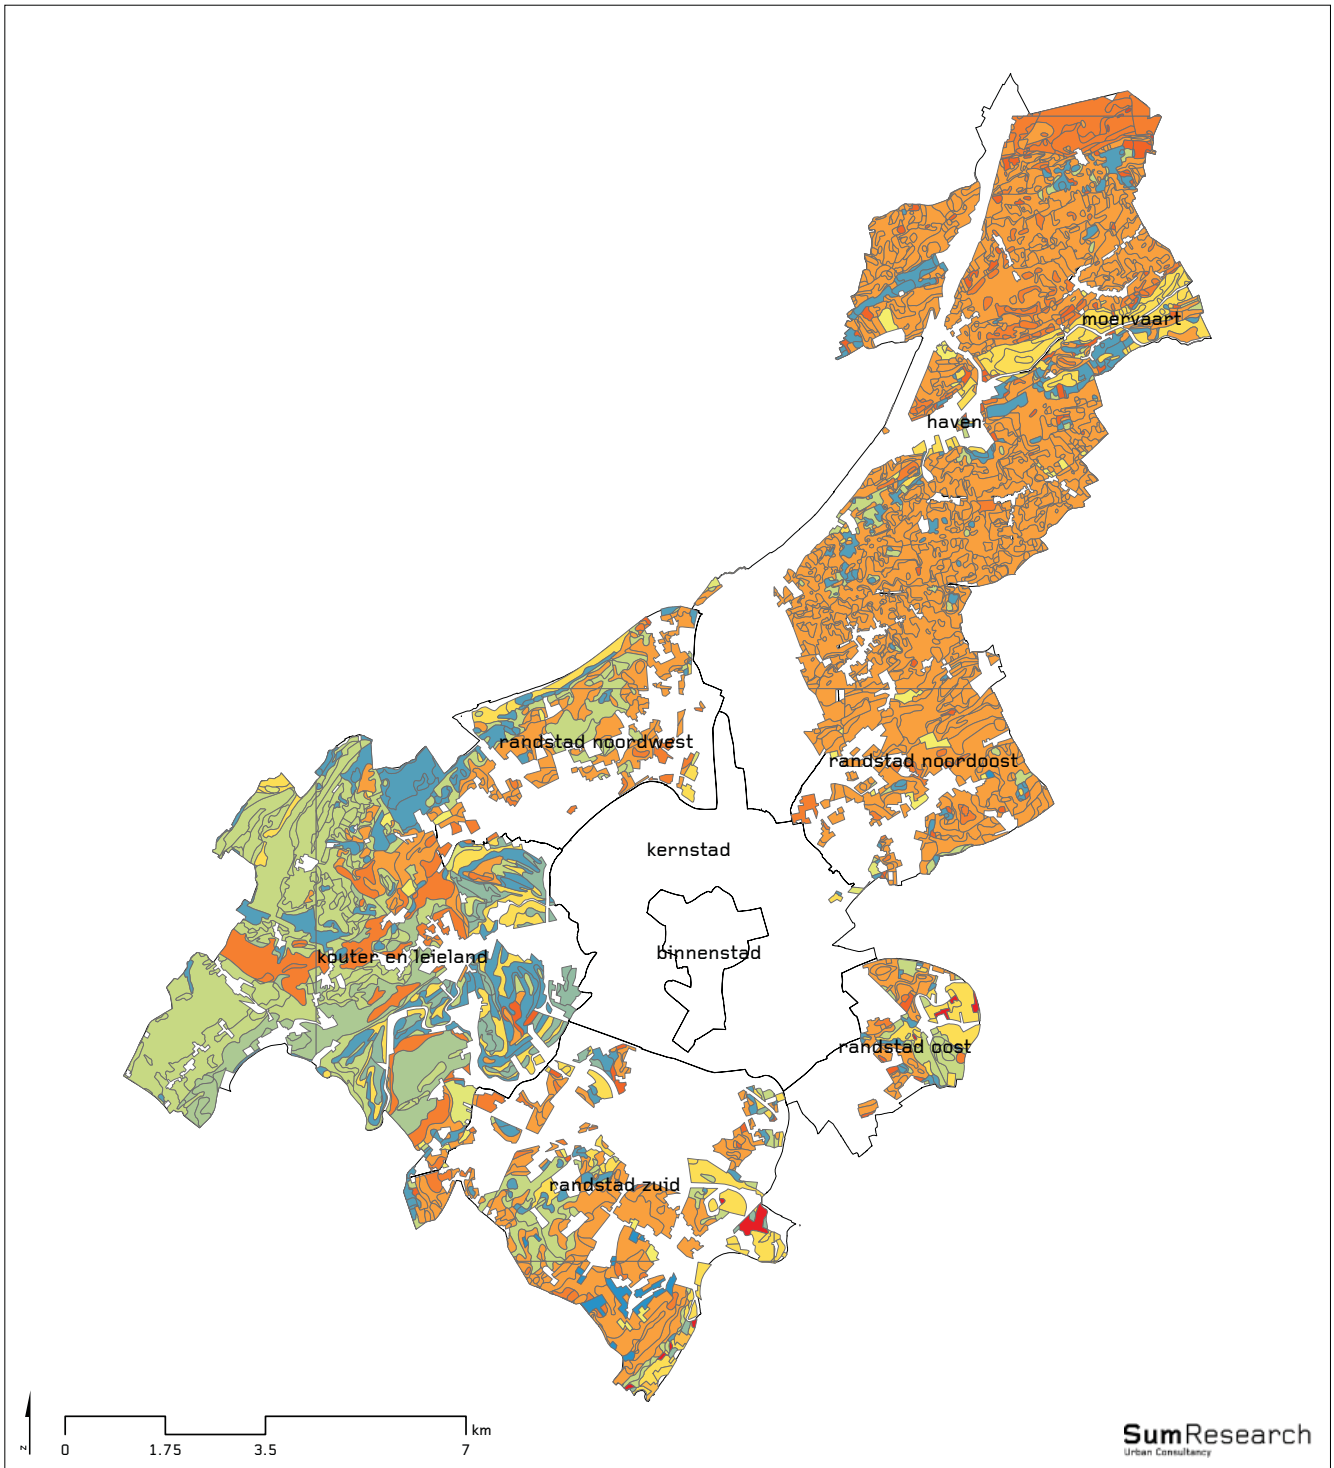 moervaart
haven
randstad noordwest
randstad noordoost
kernstad
binnenstad
kouter en leieland
randstad oost
randstad zuid
z
km
0 1.75 3.5 7
SumResearch
Urban Consultancy